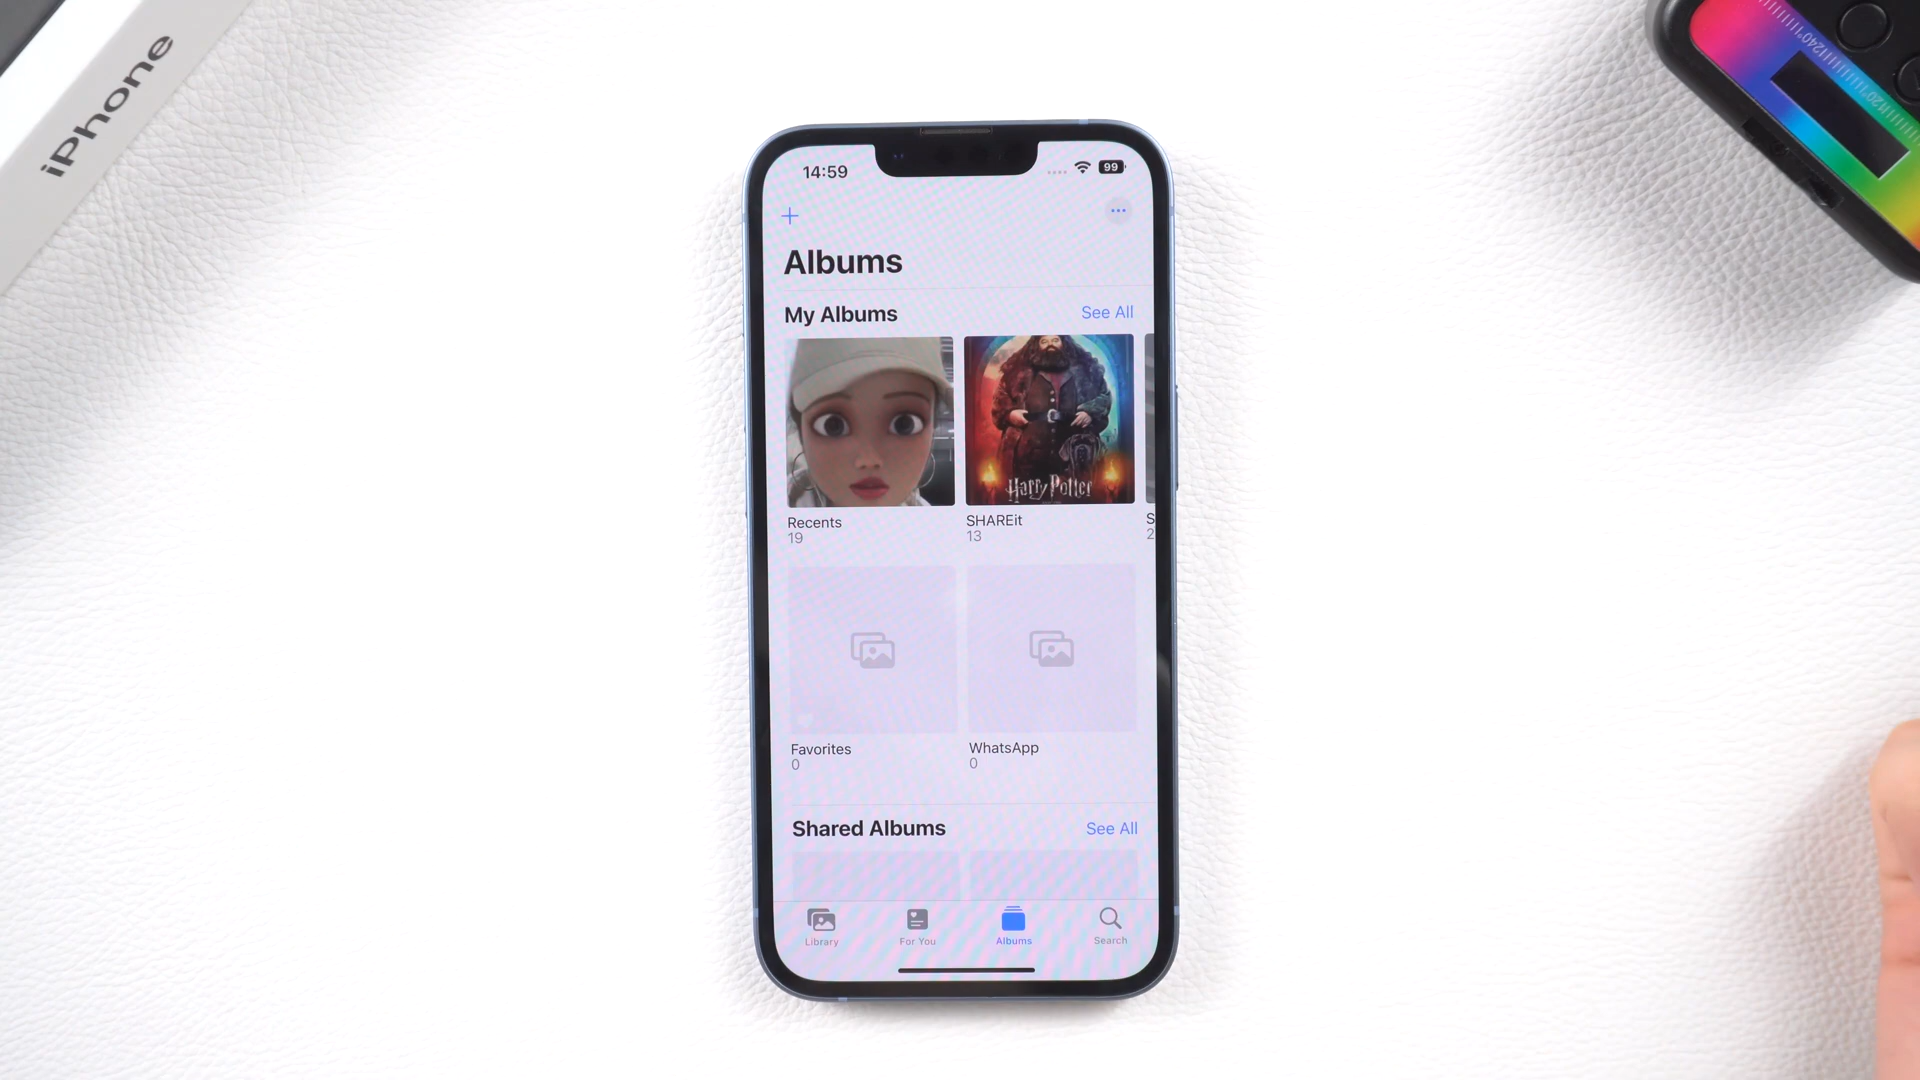 iPhone
14:59
99
Albums
My Albums
See All
Harry Potter
Recents
19
SHAREit
13
S
2
Favorites
0
WhatsApp
0
Shared Albums
See All
Library
For You
Albums
Search